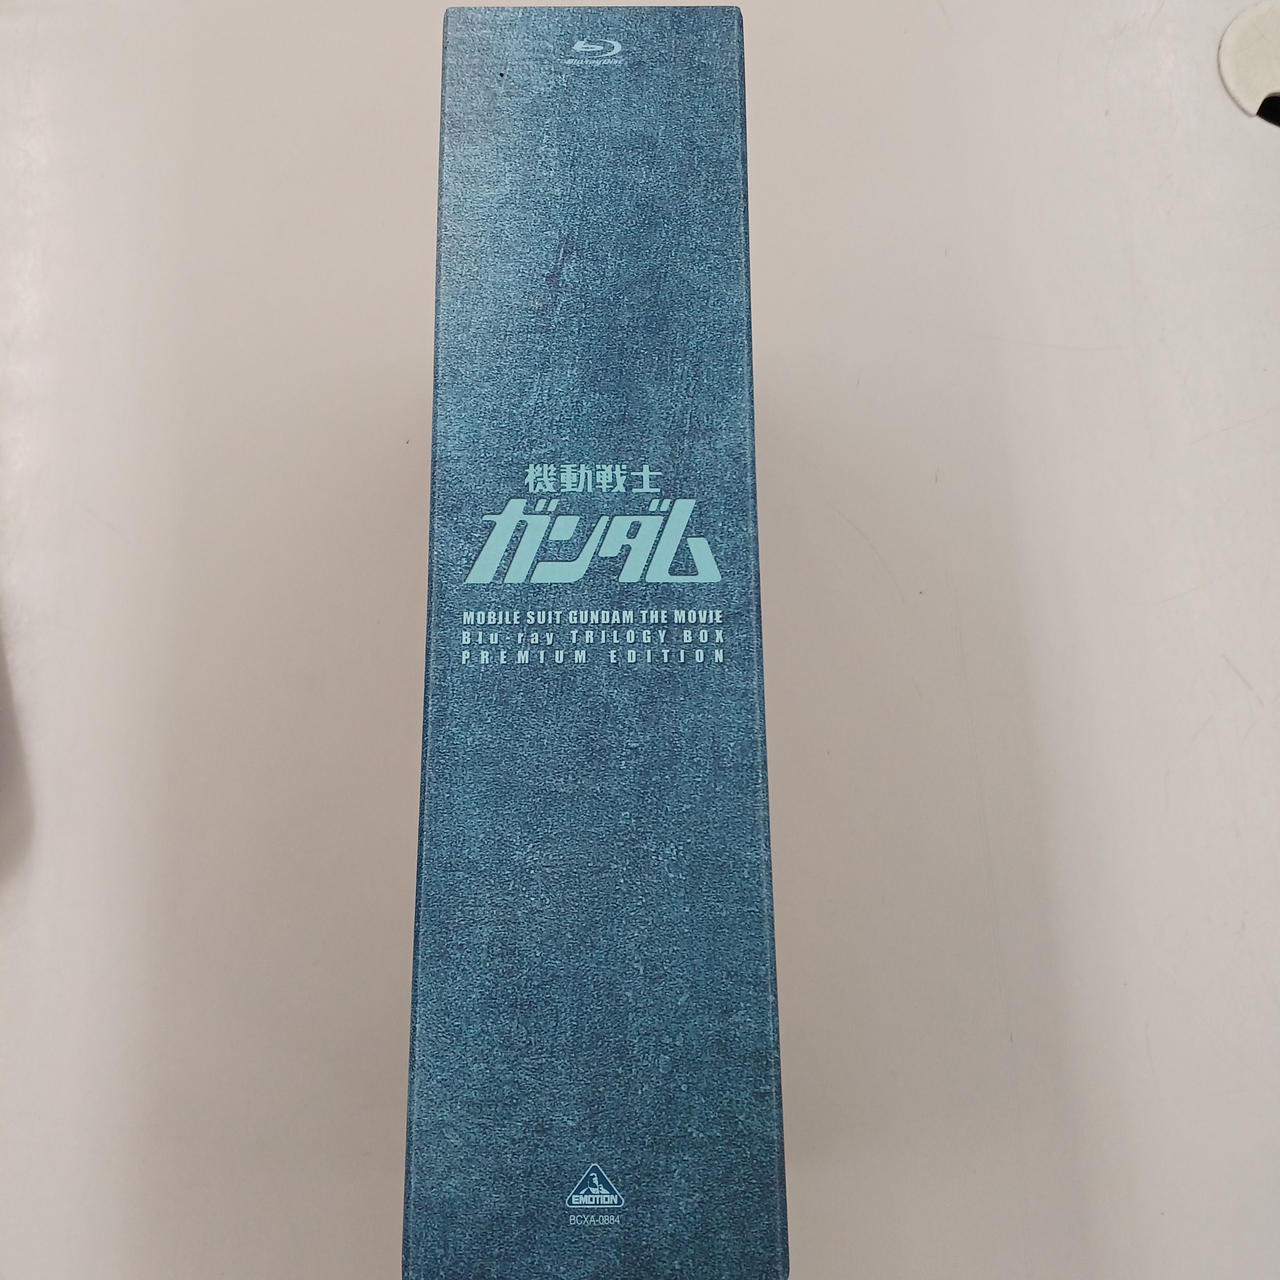 Blu-ray Disc
機動戦士
ガンダム
MOBILE SUIT GUNDAM THE MOVIE
Blu-ray TRILOGY BOX
PREMIUM EDITION
EMOTION
BCXA-0884